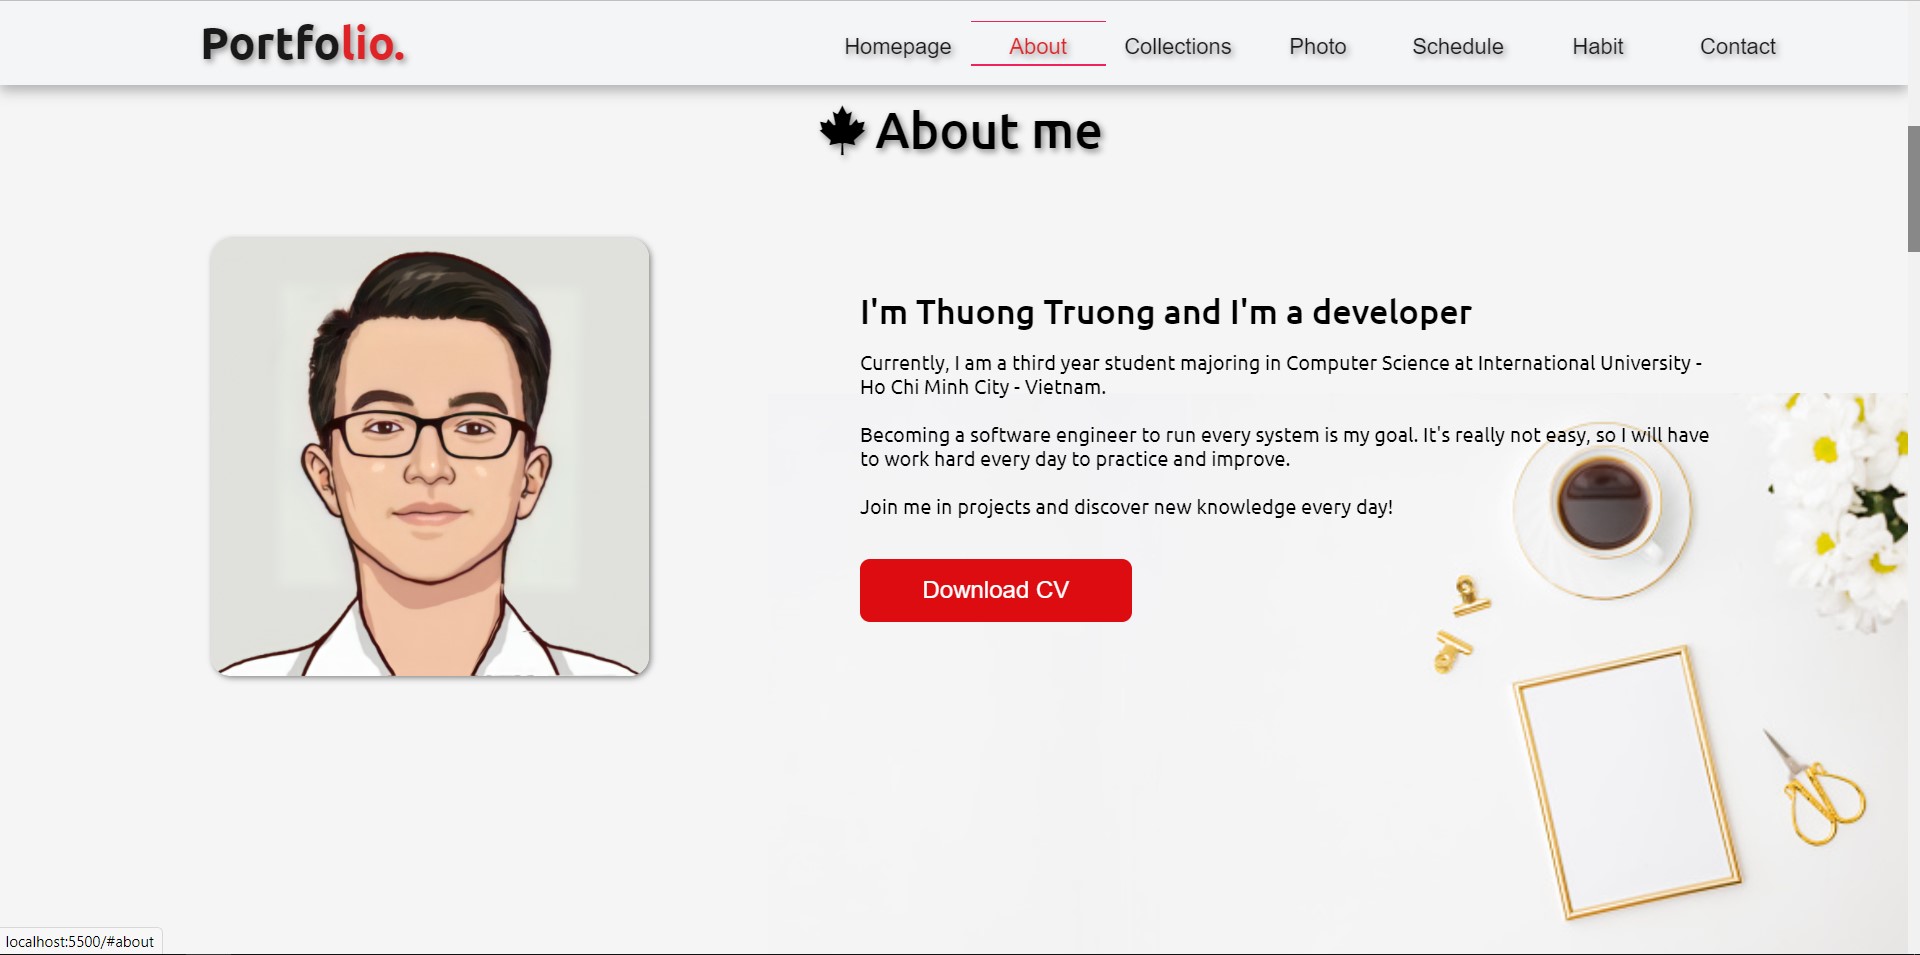 Portfolio.
Homepage About Collections Photo Schedule Habit Contact
About me
I'm Thuong Truong and I'm a developer
Currently, I am a third year student majoring in Computer Science at International University -
Ho Chi Minh City - Vietnam.
Becoming a software engineer to run every system is my goal. It's really not easy, so I will have
to work hard every day to practice and improve.
Join me in projects and discover new knowledge every day!
Download CV
localhost:5500/#about